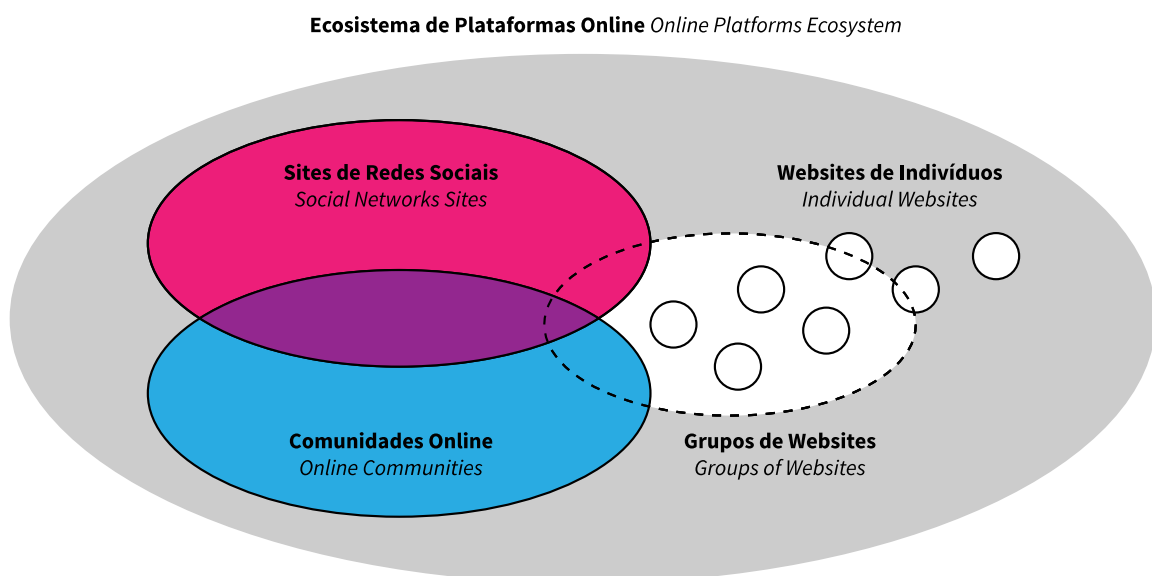 Ecosistema de Plataformas Online Online Platforms Ecosystem
Sites de Redes Sociais
Social Networks Sites
Websites de Indivíduos
Individual Websites
Comunidades Online
Online Communities
Grupos de Websites
Groups of Websites